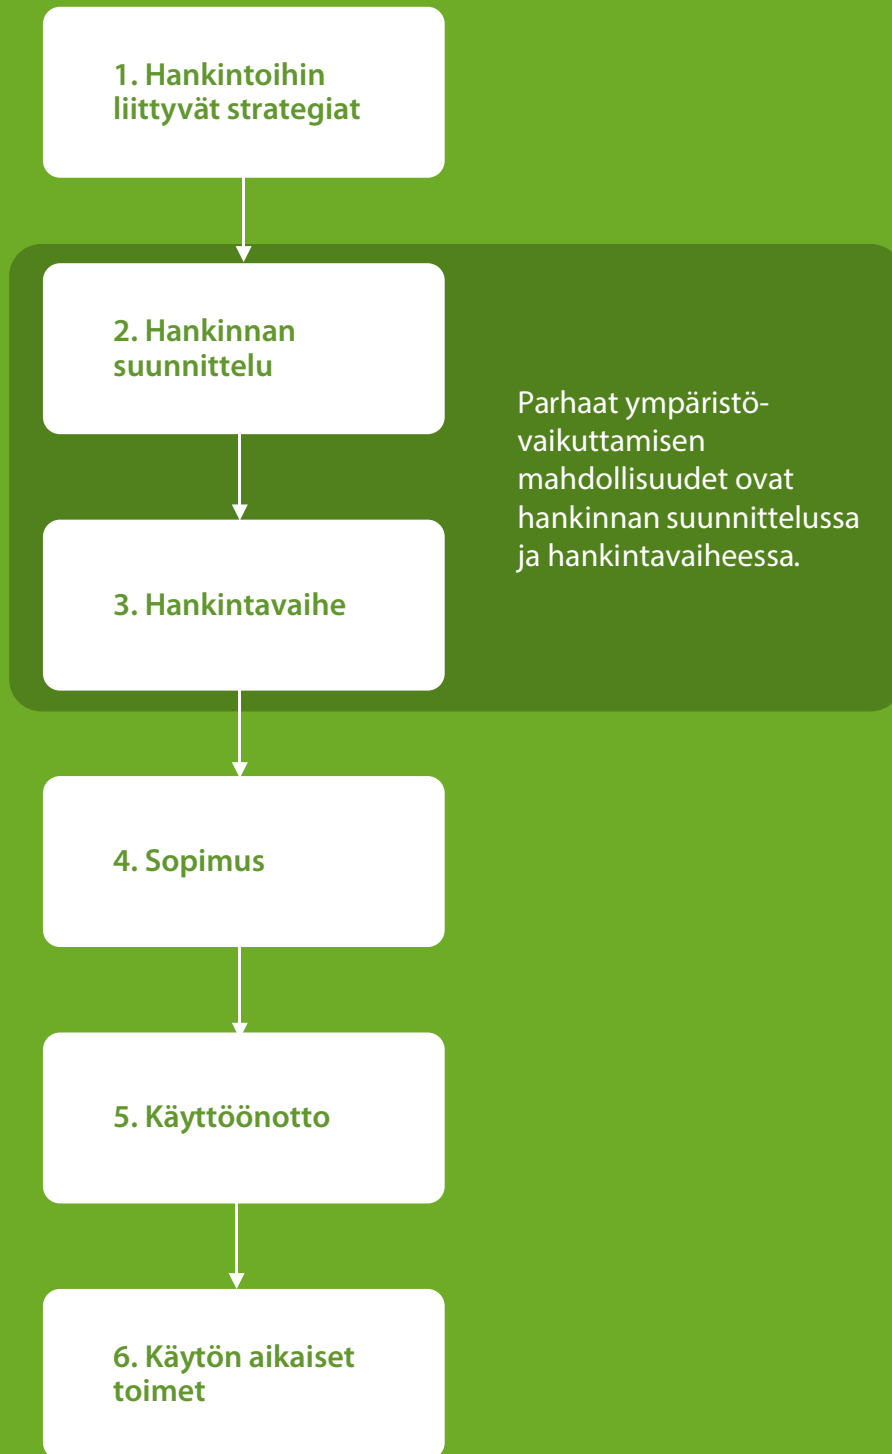 1. Hankintoihin
liittyvät strategiat
2. Hankinnan
suunnittelu
Parhaat ympäristö-
vaikuttamisen
mahdollisuudet ovat
hankinnan suunnittelussa
ja hankintavaiheessa.
3. Hankintavaihe
4. Sopimus
5. Käyttöönotto
6. Käytön aikaiset
toimet